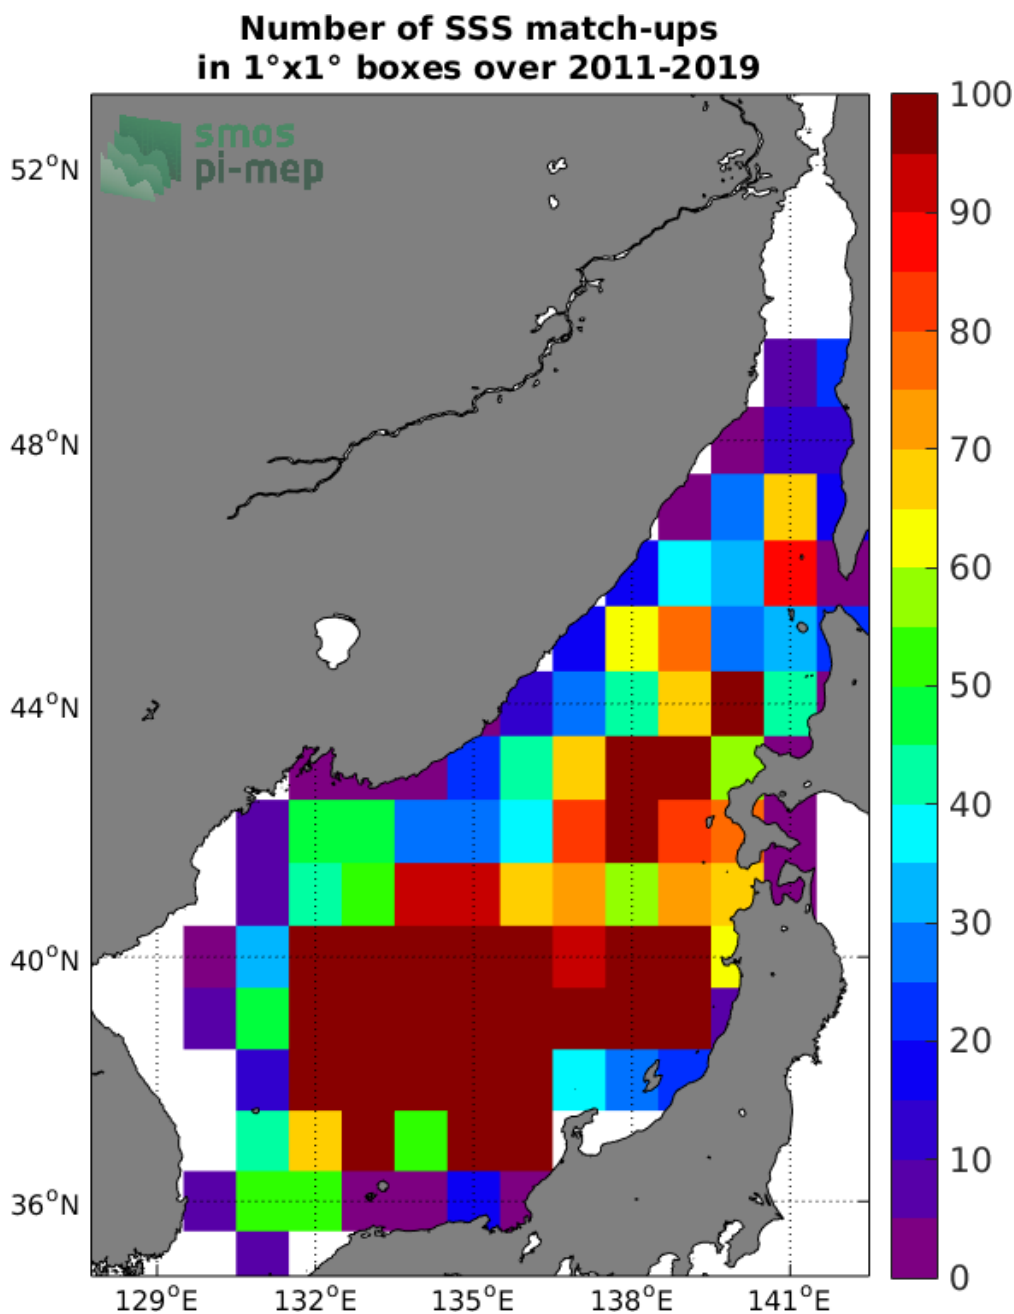 Number of SSS match-ups
in 1°x1° boxes over 2011-2019
smos
pi-mep
52°N
48°N
44°N
40°N
36°N
129°E
132°E
135°E
138°E
141°E
100
90
80
70
60
50
40
30
20
10
0